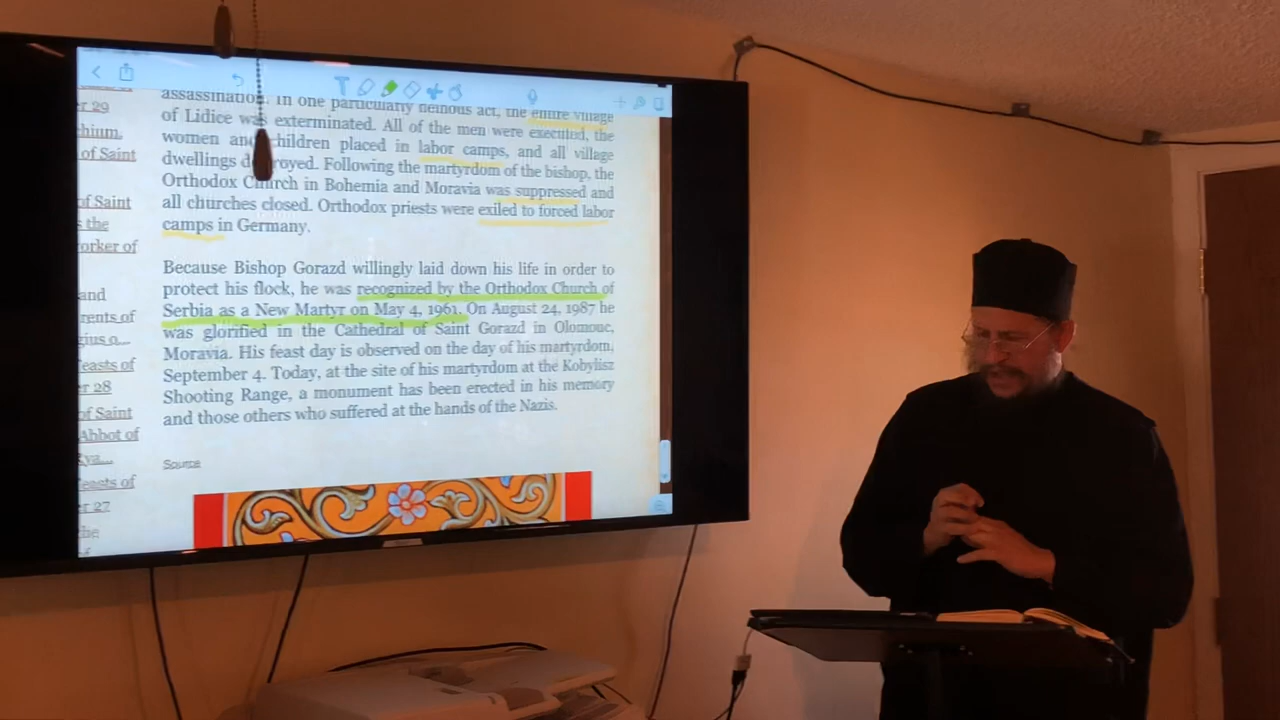 assassination. In one particularly heinous act, the entire village
of Lidice was exterminated. All of the men were executed, the
women and children placed in labor camps, and all village
dwellings d royed. Following the martyrdom of the bishop, the
Orthodox Church in Bohemia and Moravia was suppressed and
all churches closed. Orthodox priests were exiled to forced labor
camps in Germany.
Because Bishop Gorazd willingly laid down his life in order to
protect his flock, he was recognized by the Orthodox Church of
Serbia as a New Martyr on May 4, 1961. On August 24, 1987 he
was glorified in the Cathedral of Saint Gorazd in Olomouc,
Moravia. His feast day is observed on the day of his martyrdom,
September 4. Today, at the site of his martyrdom at the Kobylisz
Shooting Range, a monument has been erected in his memory
and those others who suffered at the hands of the Nazis.
Source
r 29
hium,
of Saint
of Saint
s the
orker of
and
rents of
gius o...
easts of
r 28
of Saint
Abbot of
Kya...
easts of
r 27
he